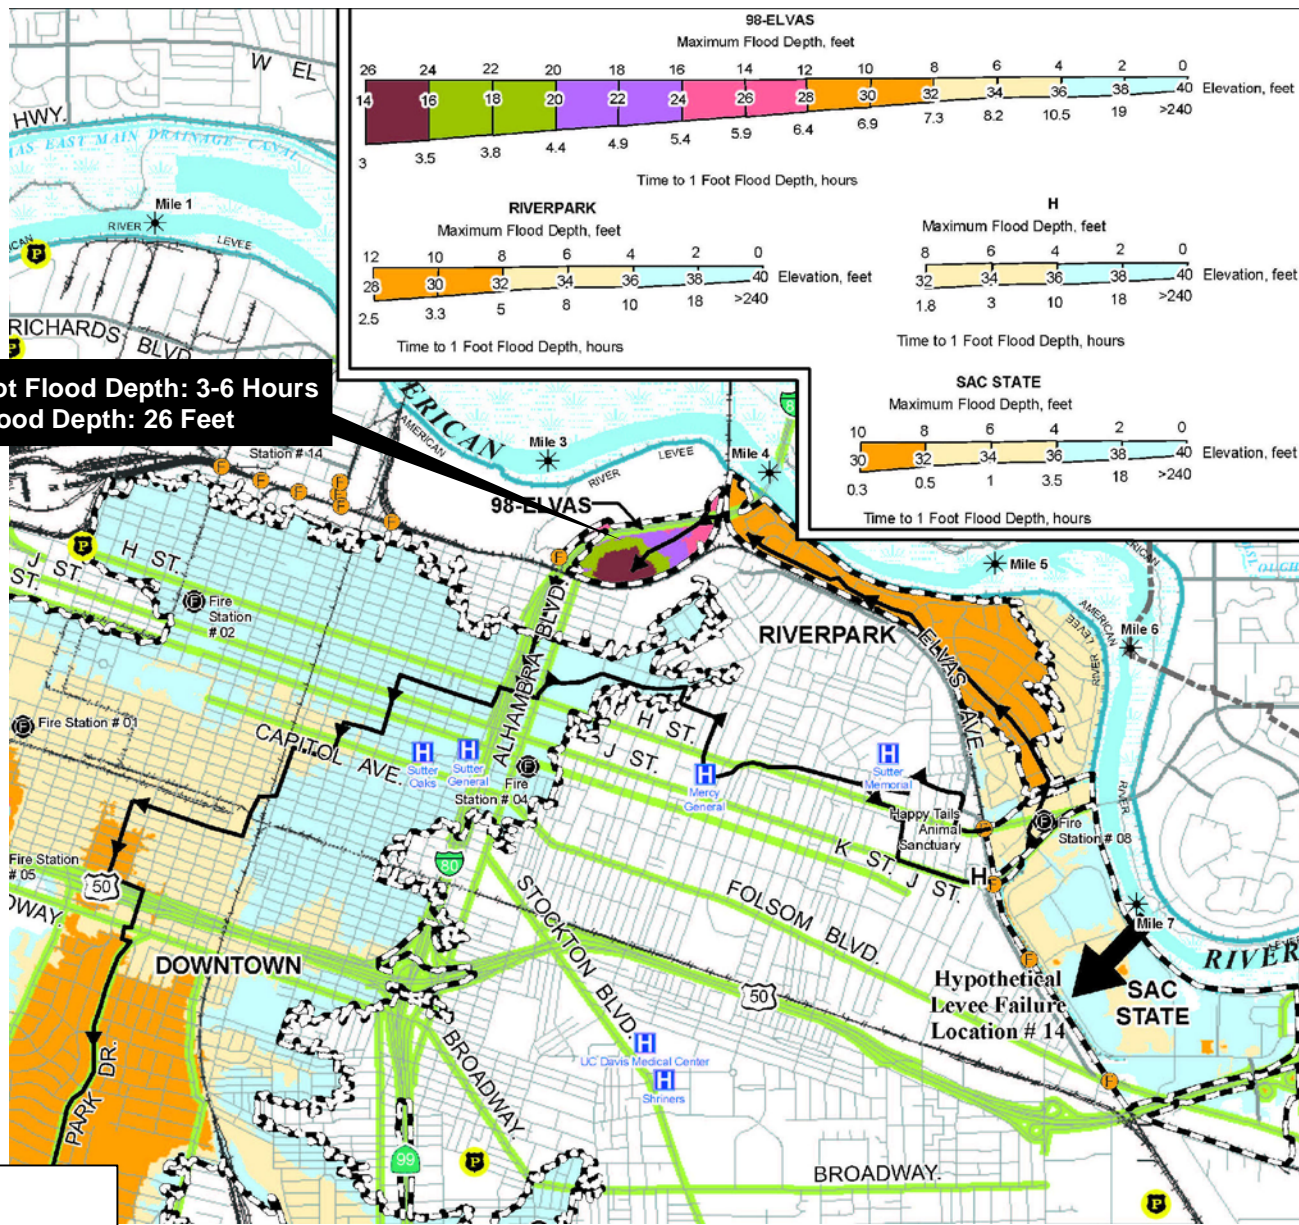 98-ELVAS
Maximum Flood Depth, feet
26 24 22 20 18 16 14 12 10 8 6 4 2 0
14 16 18 20 22 24 26 28 30 32 34 36 38 40 Elevation, feet
3 3.5 3.8 4.4 4.9 5.4 5.9 6.4 6.9 7.3 8.2 10.5 19 >240
Time to 1 Foot Flood Depth, hours
RIVERPARK
Maximum Flood Depth, feet
12 10 8 6 4 2 0
28 30 32 34 36 38 40 Elevation, feet
2.5 3.3 5 8 10 18 >240
Time to 1 Foot Flood Depth, hours
H
Maximum Flood Depth, feet
8 6 4 2 0
32 34 36 38 40 Elevation, feet
1.8 3 10 18 >240
Time to 1 Foot Flood Depth, hours
SAC STATE
Maximum Flood Depth, feet
10 8 6 4 2 0
30 32 34 36 38 40 Elevation, feet
0.3 0.5 1 3.5 18 >240
Time to 1 Foot Flood Depth, hours
W EL
HWY.
EAST MAIN DRAINAGE CANAL
Mile 1
RIVER
LEVEE
P
RICHARDS BLVD
P
ot Flood Depth: 3-6 Hours
lood Depth: 26 Feet
ERICAN
AMERICAN
RIVER
LEVEE
Mile 3
Mile 4
Station # 14
98-ELVAS
Mile 5
AMERICAN
Mile 6
RIVER LEVEE
P
H ST.
J ST.
ST.
Fire
Station
# 02
ALHAMBRA BLVD.
RIVERPARK
ELVAS AVE.
Fire Station # 01
CAPITOL AVE.
H
Sutter
Oaks
H
Sutter
General
Fire
Station # 04
H ST.
J ST.
H
Mercy
General
H
Sutter
Memorial
Happy Tails
Animal
Sanctuary
Fire
Station # 08
RIVER
K ST.
J ST.
H
Fire Station
# 05
50
DWAY.
80
STOCKTON BLVD.
FOLSOM BLVD.
Mile 7
RIVER
DOWNTOWN
50
Hypothetical
Levee Failure
Location # 14
SAC
STATE
H
UC Davis Medical Center
H
Shriners
BROADWAY.
PARK DR.
99
P
BROADWAY.
P